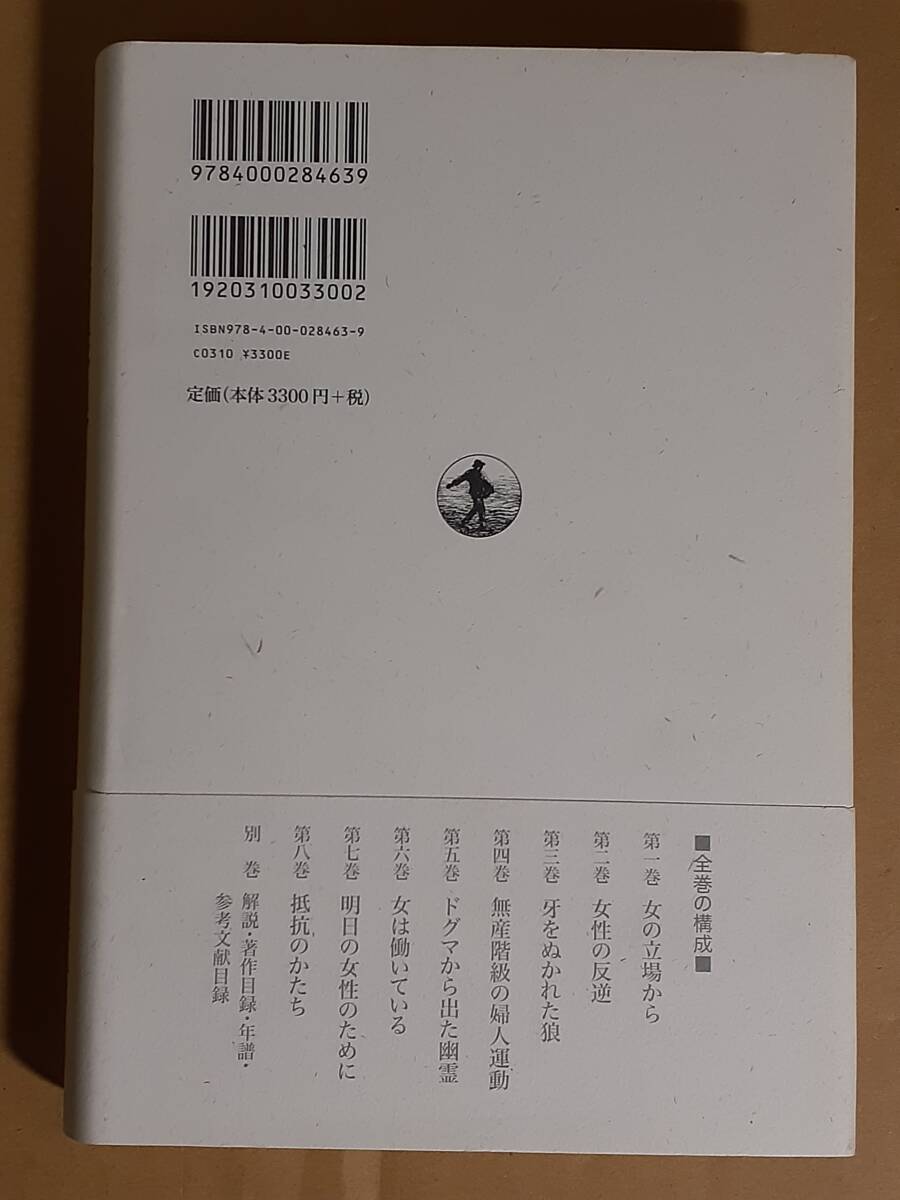 9784000284639
1920310033002
ISBN978-4-00-028463-9
C0310 ¥3300E
定価(本体3300円+税)
■全巻の構成■
第一巻 女の立場から
第二巻 女性の反逆
第三巻 牙をぬかれた狼
第四巻 無産階級の婦人運動
第五巻 ドグマから出た幽霊
第六巻 女は働いている
第七巻 明日の女性のために
第八巻 抵抗のかたち
別 巻 解説・著作目録・年譜・
参考文献目録